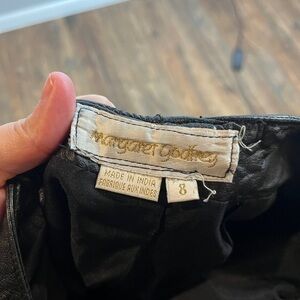 Margaret Godfrey
MADE IN INDIA
FABRIQUE AUX INDES
8